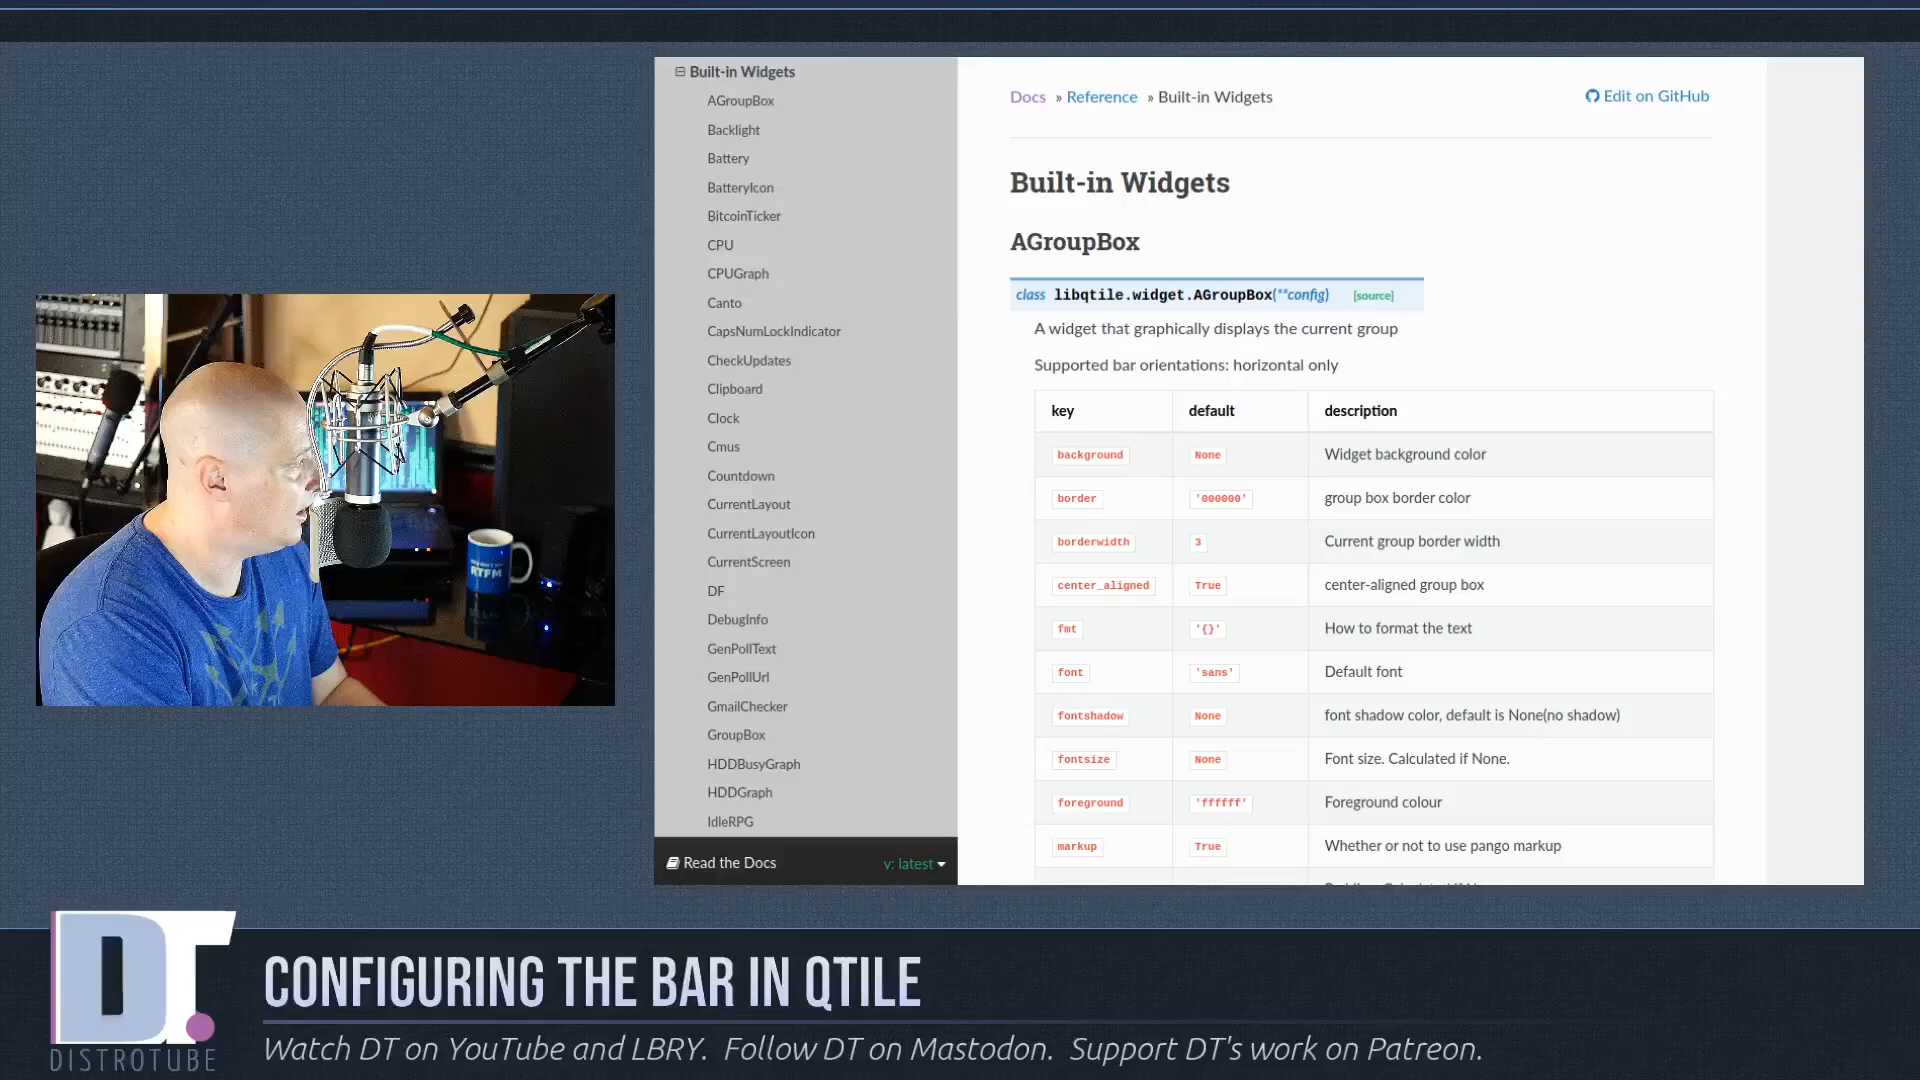 Built-in Widgets
AGroupBox
Backlight
Battery
BatteryIcon
BitcoinTicker
CPU
CPUGraph
Canto
CapsNumLockIndicator
CheckUpdates
Clipboard
Clock
Cmus
Countdown
CurrentLayout
CurrentLayoutIcon
CurrentScreen
DF
DebugInfo
GenPollText
GenPollUrl
GmailChecker
GroupBox
HDDBusyGraph
HDDGraph
IdleRPG
Read the Docs v: latest
Docs » Reference » Built-in Widgets Edit on GitHub
Built-in Widgets
AGroupBox
class libqtile.widget.AGroupBox(**config) [source]
A widget that graphically displays the current group
Supported bar orientations: horizontal only
key default description
background None Widget background color
border '000000' group box border color
borderwidth 3 Current group border width
center_aligned True center-aligned group box
fmt '{}' How to format the text
font 'sans' Default font
fontshadow None font shadow color, default is None(no shadow)
fontsize None Font size. Calculated if None.
foreground 'ffffff' Foreground colour
markup True Whether or not to use pango markup
RTFM
DT
DISTROTUBE
CONFIGURING THE BAR IN QTILE
Watch DT on YouTube and LBRY. Follow DT on Mastodon. Support DT's work on Patreon.